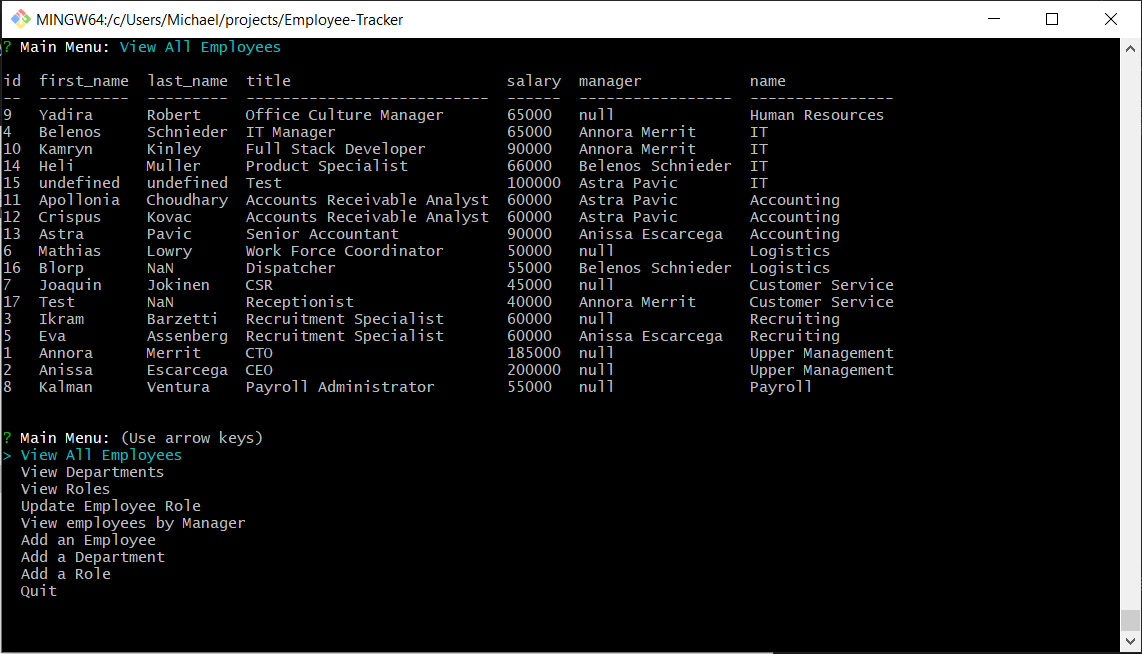 MINGW64:/c/Users/Michael/projects/Employee-Tracker
? Main Menu: View All Employees
id  first_name  last_name  title                        salary  manager            name
--  ----------  ---------  ---------------------------  ------  -----------------  ----------------
9   Yadira      Robert     Office Culture Manager       65000   null               Human Resources
4   Belenos     Schnieder  IT Manager                   65000   Annora Merrit      IT
10  Kamryn      Kinley     Full Stack Developer         90000   Annora Merrit      IT
14  Heli        Muller     Product Specialist           66000   Belenos Schnieder  IT
15  undefined   undefined  Test                         100000  Astra Pavic        IT
11  Apollonia   Choudhary  Accounts Receivable Analyst  60000   Astra Pavic        Accounting
12  Crispus     Kovac      Accounts Receivable Analyst  60000   Astra Pavic        Accounting
13  Astra       Pavic      Senior Accountant            90000   Anissa Escarcega   Accounting
6   Mathias     Lowry      Work Force Coordinator       50000   null               Logistics
16  Blorp       NaN        Dispatcher                   55000   Belenos Schnieder  Logistics
7   Joaquin     Jokinen    CSR                          45000   null               Customer Service
17  Test        NaN        Receptionist                 40000   Annora Merrit      Customer Service
3   Ikram       Barzetti   Recruitment Specialist       60000   null               Recruiting
5   Eva         Assenberg  Recruitment Specialist       60000   Anissa Escarcega   Recruiting
1   Annora      Merrit     CTO                          185000  null               Upper Management
2   Anissa      Escarcega  CEO                          200000  null               Upper Management
8   Kalman      Ventura    Payroll Administrator        55000   null               Payroll
? Main Menu: (Use arrow keys)
> View All Employees
  View Departments
  View Roles
  Update Employee Role
  View employees by Manager
  Add an Employee
  Add a Department
  Add a Role
  Quit